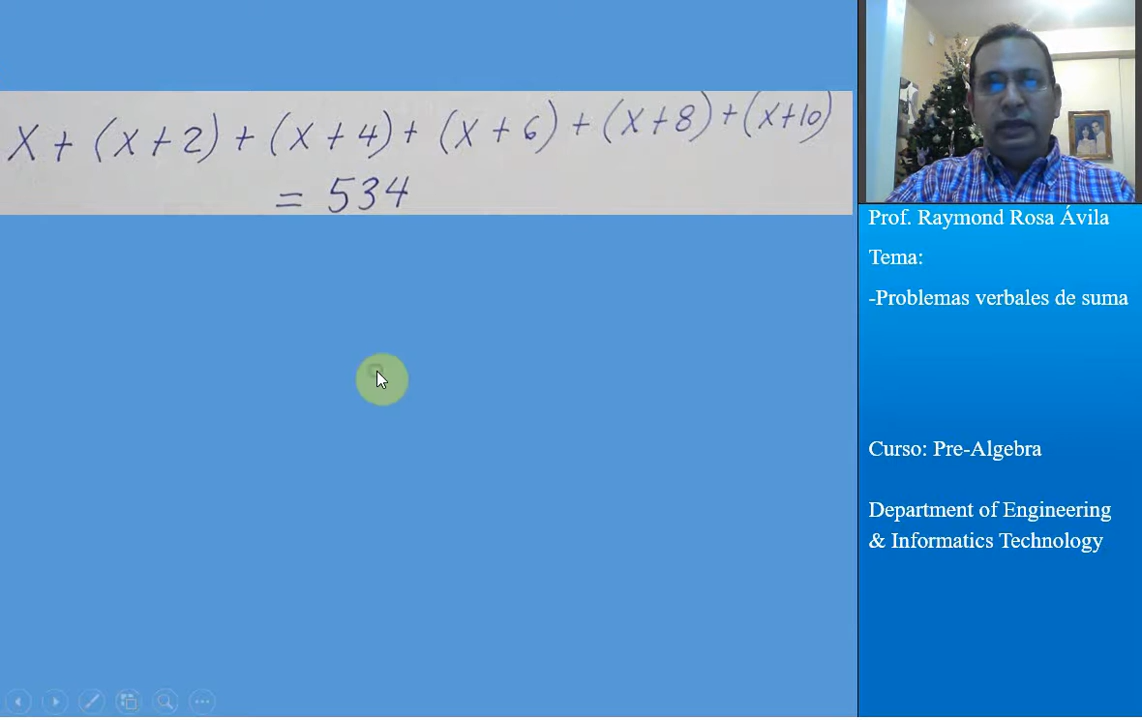 X + (x + 2) + (x + 4) + (x + 6) + (x + 8) + (x + 10)
= 534
Prof. Raymond Rosa Ávila
Tema:
-Problemas verbales de suma
Curso: Pre-Algebra
Department of Engineering
& Informatics Technology